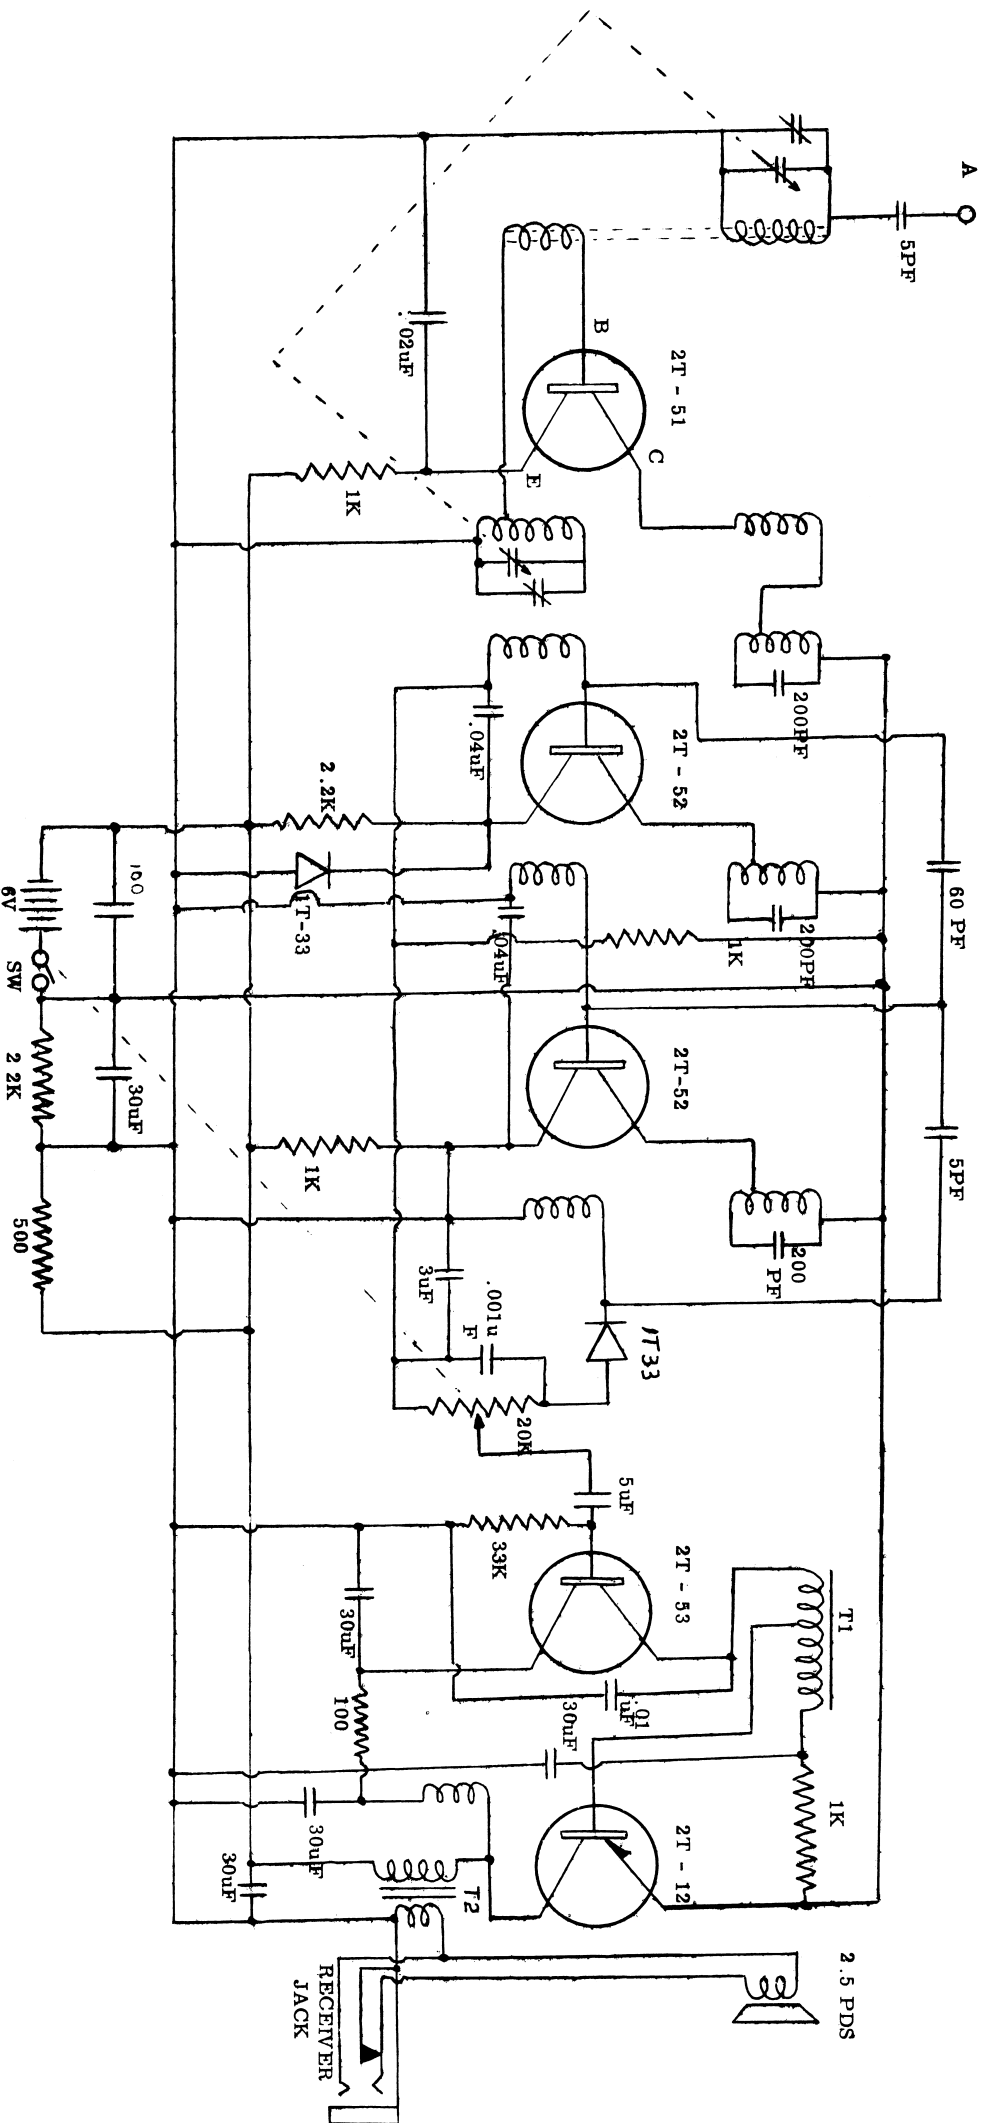 A
5PF
2T - 51
B
C
E
.02uF
1K
200PF
2T - 52
.04uF
2.2K
1T-33
200PF
60 PF
1K
.04uF
100
6V
SW
2 2K
30uF
500
2T-52
1K
5PF
200
PF
3uF
.001u
F
1T33
20K
5uF
33K
2T - 53
T1
30uF
100
.01
uF
30uF
1K
2T - 12
30uF
30uF
T2
2.5 PDS
RECEIVER
JACK